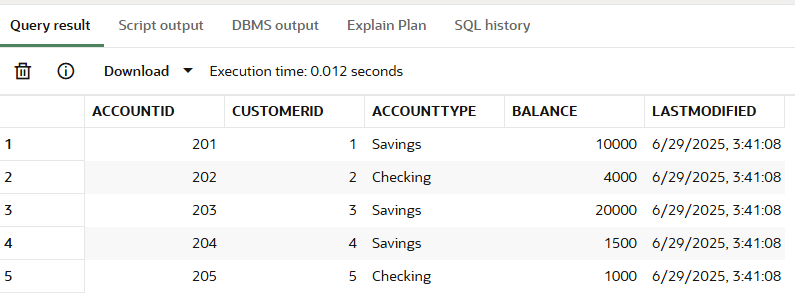 Query result Script output DBMS output Explain Plan SQL history
Download Execution time: 0.012 seconds
ACCOUNTID CUSTOMERID ACCOUNTTYPE BALANCE LASTMODIFIED
1 201 1 Savings 10000 6/29/2025, 3:41:08
2 202 2 Checking 4000 6/29/2025, 3:41:08
3 203 3 Savings 20000 6/29/2025, 3:41:08
4 204 4 Savings 1500 6/29/2025, 3:41:08
5 205 5 Checking 1000 6/29/2025, 3:41:08